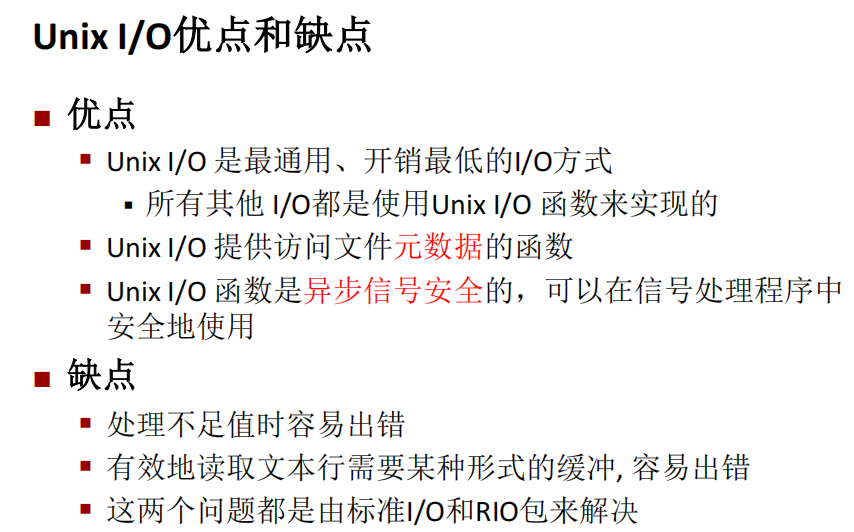 Unix I/O优点和缺点
优点
Unix I/O 是最通用、开销最低的I/O方式
所有其他 I/O都是使用Unix I/O 函数来实现的
Unix I/O 提供访问文件元数据的函数
Unix I/O 函数是异步信号安全的，可以在信号处理程序中
安全地使用
缺点
处理不足值时容易出错
有效地读取文本行需要某种形式的缓冲, 容易出错
这两个问题都是由标准I/O和RIO包来解决